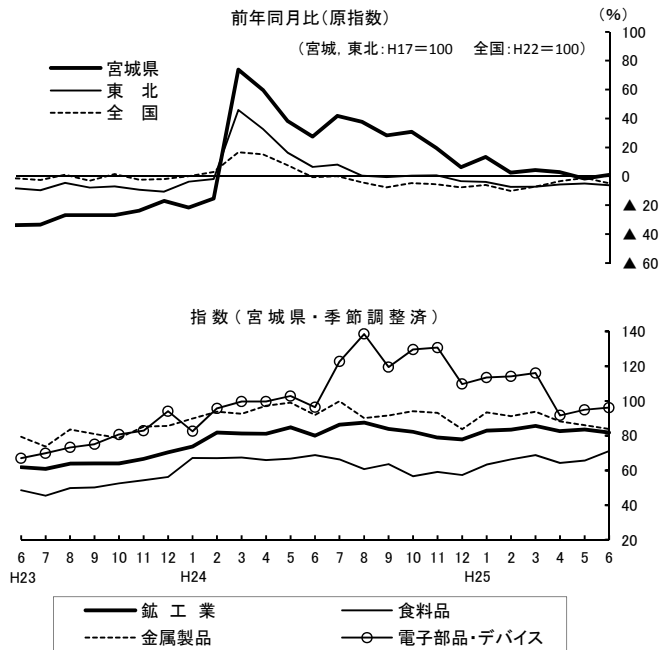 前年同月比（原指数）
（％）
（宮城，東北：H17＝100　全国：H22＝100）
宮城県
東　北
全　国
100
80
60
40
20
0
▲ 20
▲ 40
▲ 60
指数（宮城県・季節調整済）
140
120
100
80
60
40
20
6 7 8 9 10 11 12 1 2 3 4 5 6 7 8 9 10 11 12 1 2 3 4 5 6
H23 H24 H25
鉱　工　業　食料品
金属製品　電子部品・デバイス